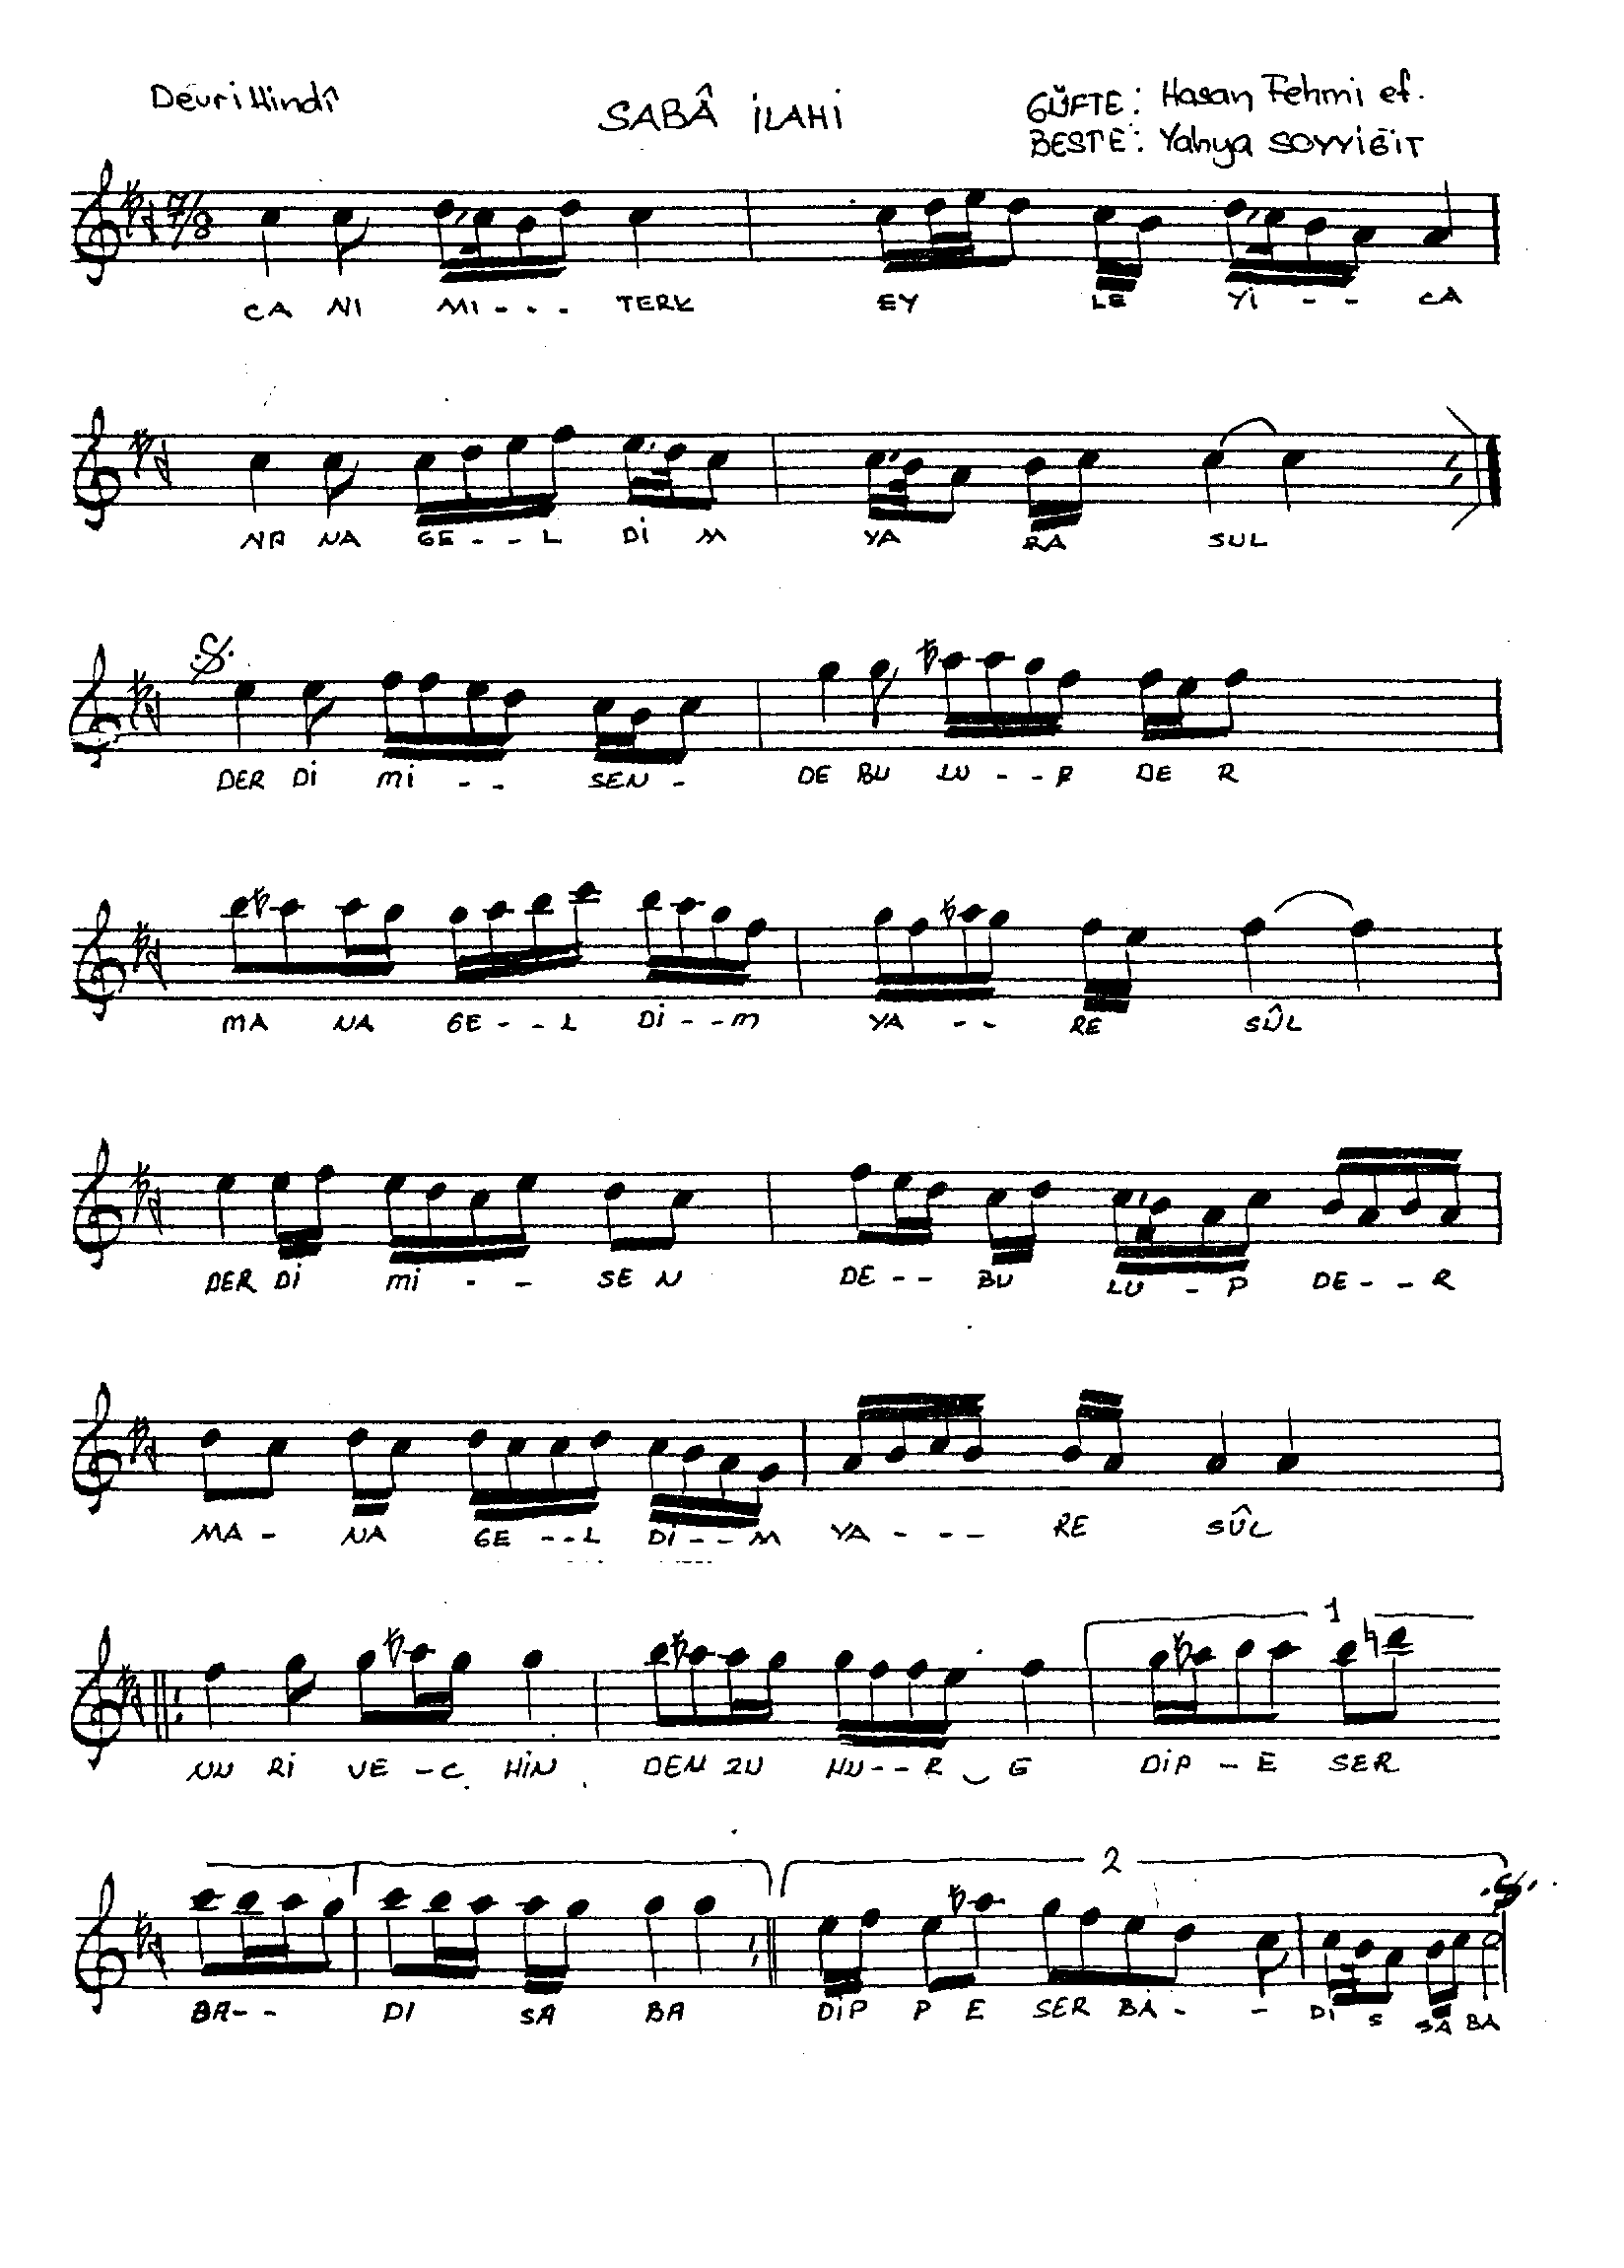 Devri Hindî
SABÂ İLAHİ
GÜFTE: Hasan Fehmi ef.
BESTE: Yahya SOYYİĞİT
7/8
CA NI MI - - - TERK EY LE Yİ - - CA
NA NA GE - - L Dİ M YA RA SUL
DER Dİ Mİ - - SEN - DE BU LU - - P DE R
MA NA GE - - L Dİ - - M YA - - RE SÛL
DER Dİ Mİ - - SE N DE - - BU LU - P DE - - R
MA - NA GE - - L Dİ - - M YA - - - RE SÛL
1
NU Rİ VE - C HİN DEN ZU HU - - R G DİP - E SER
2
BA - - DI SA BA DİP P E SER BA - - DI S SA BA